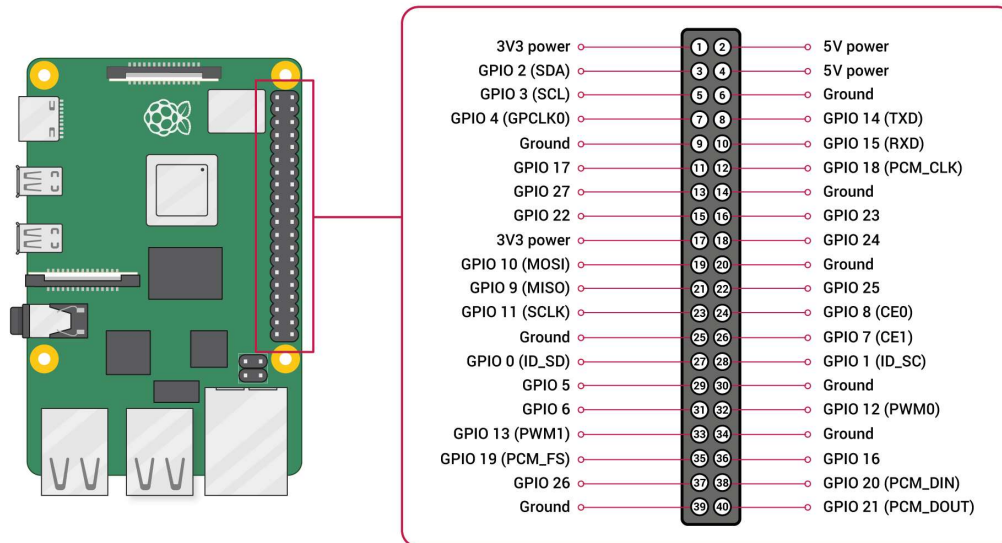 3V3 power 1 2 5V power
GPIO 2 (SDA) 3 4 5V power
GPIO 3 (SCL) 5 6 Ground
GPIO 4 (GPCLK0) 7 8 GPIO 14 (TXD)
Ground 9 10 GPIO 15 (RXD)
GPIO 17 11 12 GPIO 18 (PCM_CLK)
GPIO 27 13 14 Ground
GPIO 22 15 16 GPIO 23
3V3 power 17 18 GPIO 24
GPIO 10 (MOSI) 19 20 Ground
GPIO 9 (MISO) 21 22 GPIO 25
GPIO 11 (SCLK) 23 24 GPIO 8 (CE0)
Ground 25 26 GPIO 7 (CE1)
GPIO 0 (ID_SD) 27 28 GPIO 1 (ID_SC)
GPIO 5 29 30 Ground
GPIO 6 31 32 GPIO 12 (PWM0)
GPIO 13 (PWM1) 33 34 Ground
GPIO 19 (PCM_FS) 35 36 GPIO 16
GPIO 26 37 38 GPIO 20 (PCM_DIN)
Ground 39 40 GPIO 21 (PCM_DOUT)